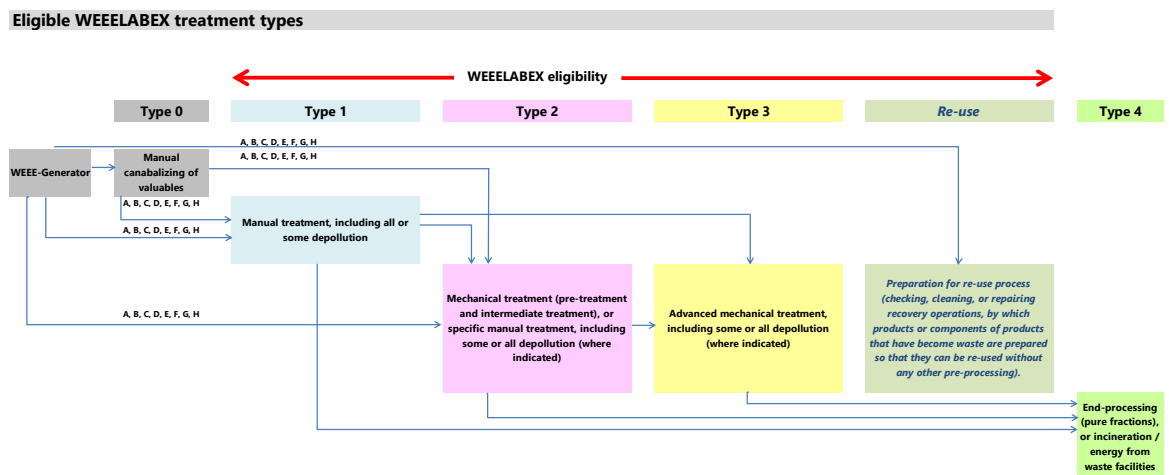 Eligible WEEELABEX treatment types
WEEELABEX eligibility
Type 0
Type 1
Type 2
Type 3
Re-use
Type 4
A, B, C, D, E, F, G, H
A, B, C, D, E, F, G, H
WEEE-Generator
Manual
canabalizing of
valuables
A, B, C, D, E, F, G, H
A, B, C, D, E, F, G, H
Manual treatment, including all or
some depollution
A, B, C, D, E, F, G, H
Mechanical treatment (pre-treatment
and intermediate treatment), or
specific manual treatment, including
some or all depollution (where
indicated)
Advanced mechanical treatment,
including some or all depollution
(where indicated)
Preparation for re-use process
(checking, cleaning, or repairing
recovery operations, by which
products or components of products
that have become waste are prepared
so that they can be re-used without
any other pre-processing).
End-processing
(pure fractions),
or incineration /
energy from
waste facilities